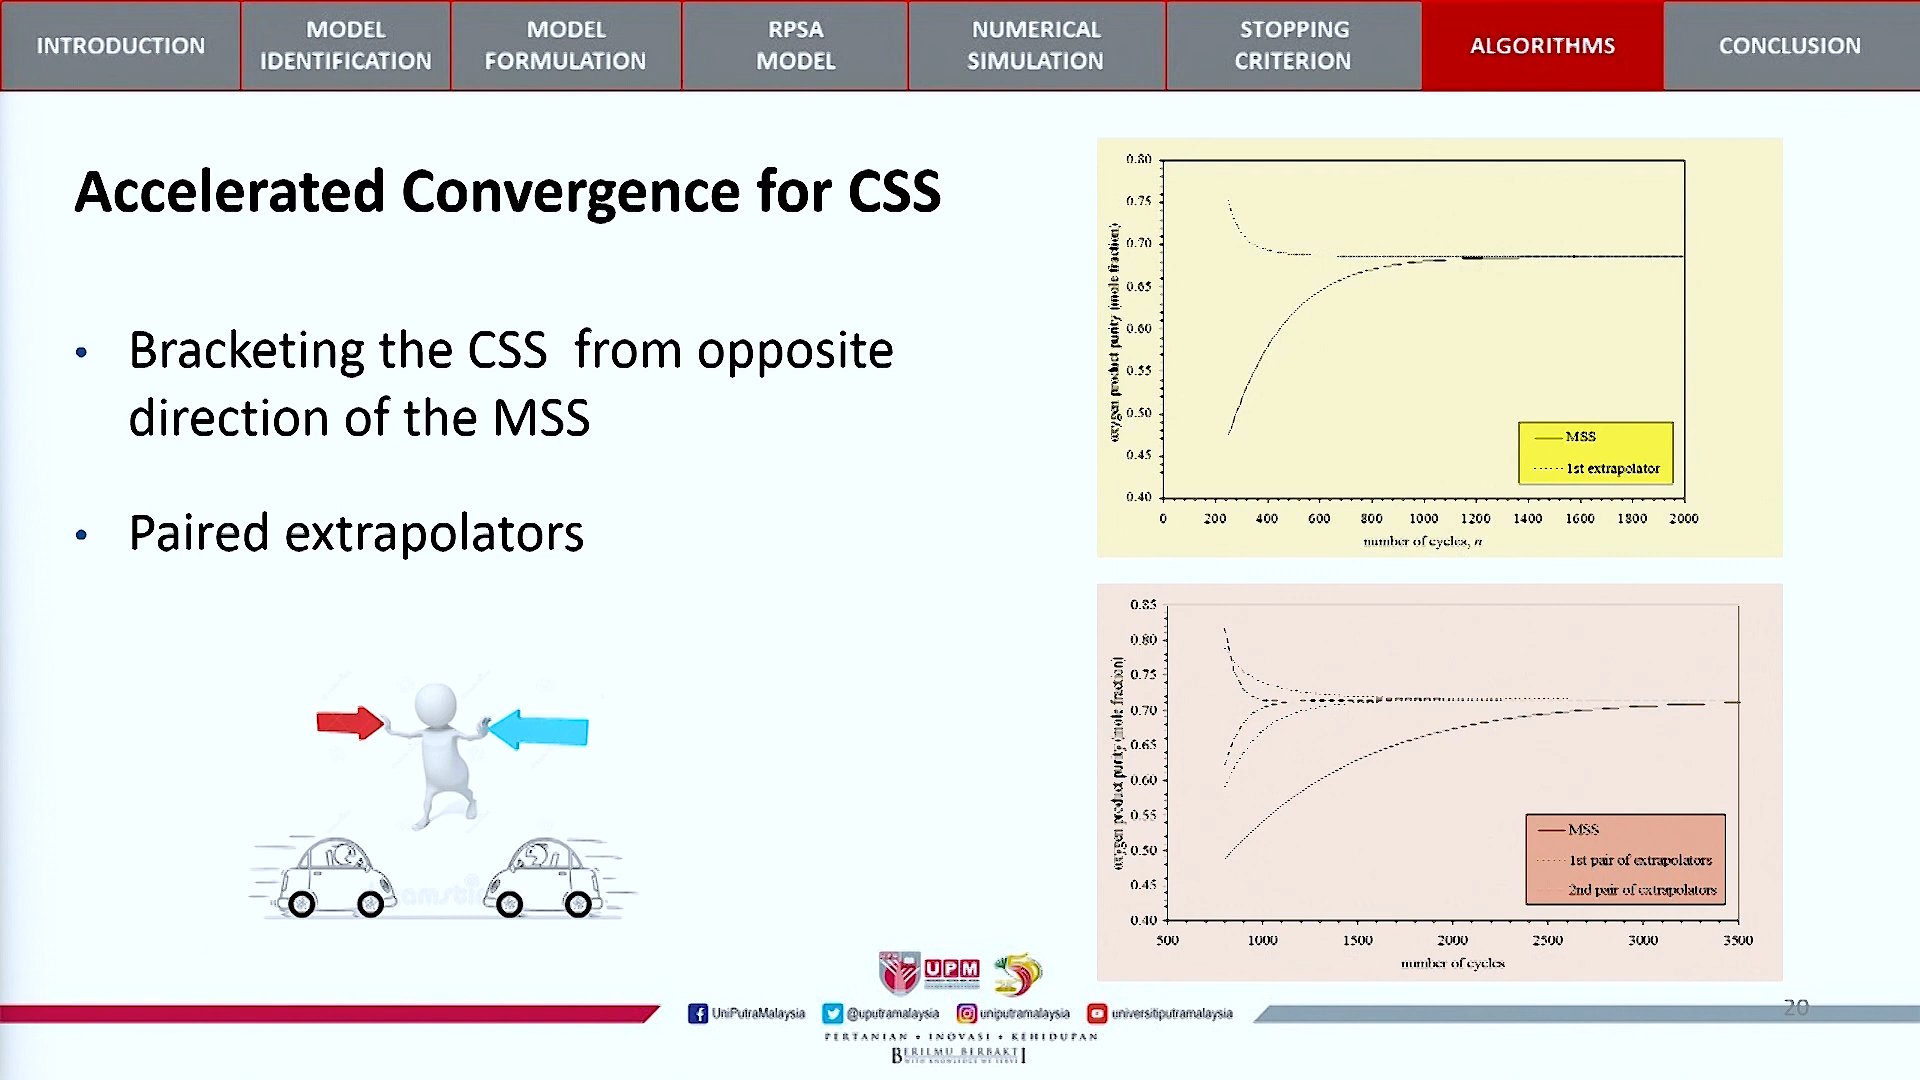 INTRODUCTION
MODEL
IDENTIFICATION
MODEL
FORMULATION
RPSA
MODEL
NUMERICAL
SIMULATION
STOPPING
CRITERION
ALGORITHMS
CONCLUSION
Accelerated Convergence for CSS
• Bracketing the CSS from opposite
direction of the MSS
• Paired extrapolators
oxygen product purity (mole fraction)
0.80
0.75
0.70
0.65
0.60
0.55
0.50
0.45
0.40
0 200 400 600 800 1000 1200 1400 1600 1800 2000
number of cycles, n
MSS
1st extrapolator
oxygen product purity (mole fraction)
0.85
0.80
0.75
0.70
0.65
0.60
0.55
0.50
0.45
0.40
500 1000 1500 2000 2500 3000 3500
number of cycles
MSS
1st pair of extrapolators
2nd pair of extrapolators
UPM
UniPutraMalaysia @uputramalaysia uniputramalaysia universitiputramalaysia
PERTANIAN • INOVASI • KEHIDUPAN
BERILMU BERBAKTI
WITH KNOWLEDGE WE SERVE
20